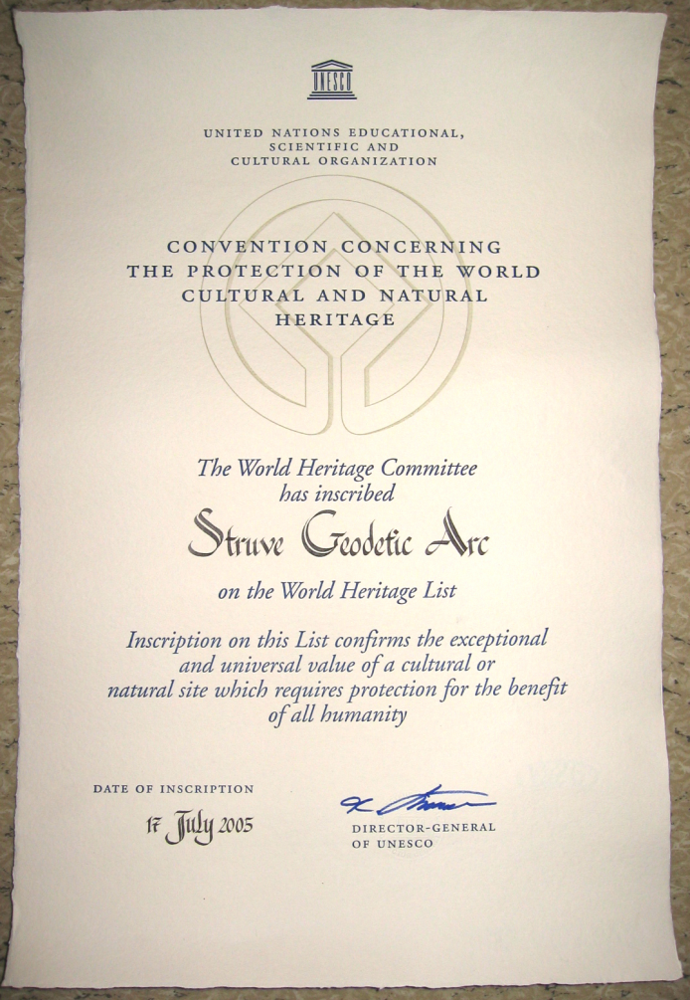 UNESCO
UNITED NATIONS EDUCATIONAL,
SCIENTIFIC AND
CULTURAL ORGANIZATION
CONVENTION CONCERNING
THE PROTECTION OF THE WORLD
CULTURAL AND NATURAL
HERITAGE
The World Heritage Committee
has inscribed
Struve Geodetic Arc
on the World Heritage List
Inscription on this List confirms the exceptional
and universal value of a cultural or
natural site which requires protection for the benefit
of all humanity
DATE OF INSCRIPTION
17 July 2005
DIRECTOR-GENERAL
OF UNESCO